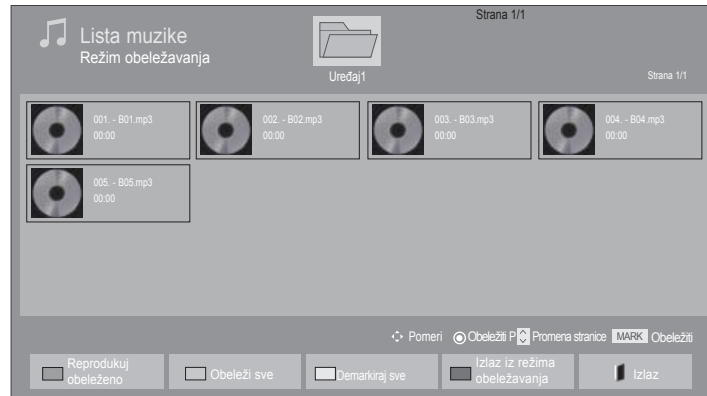 Strana 1/1
Lista muzike
Režim obeležavanja
Uređaj1
Strana 1/1
001. - B01.mp3
00:00
002. - B02.mp3
00:00
003. - B03.mp3
00:00
004. - B04.mp3
00:00
005. - B05.mp3
00:00
Pomeri Obeležiti P Promena stranice MARK Obeležiti
Reprodukuj
obeleženo
Obeleži sve
Demarkiraj sve
Izlaz iz režima
obeležavanja
Izlaz